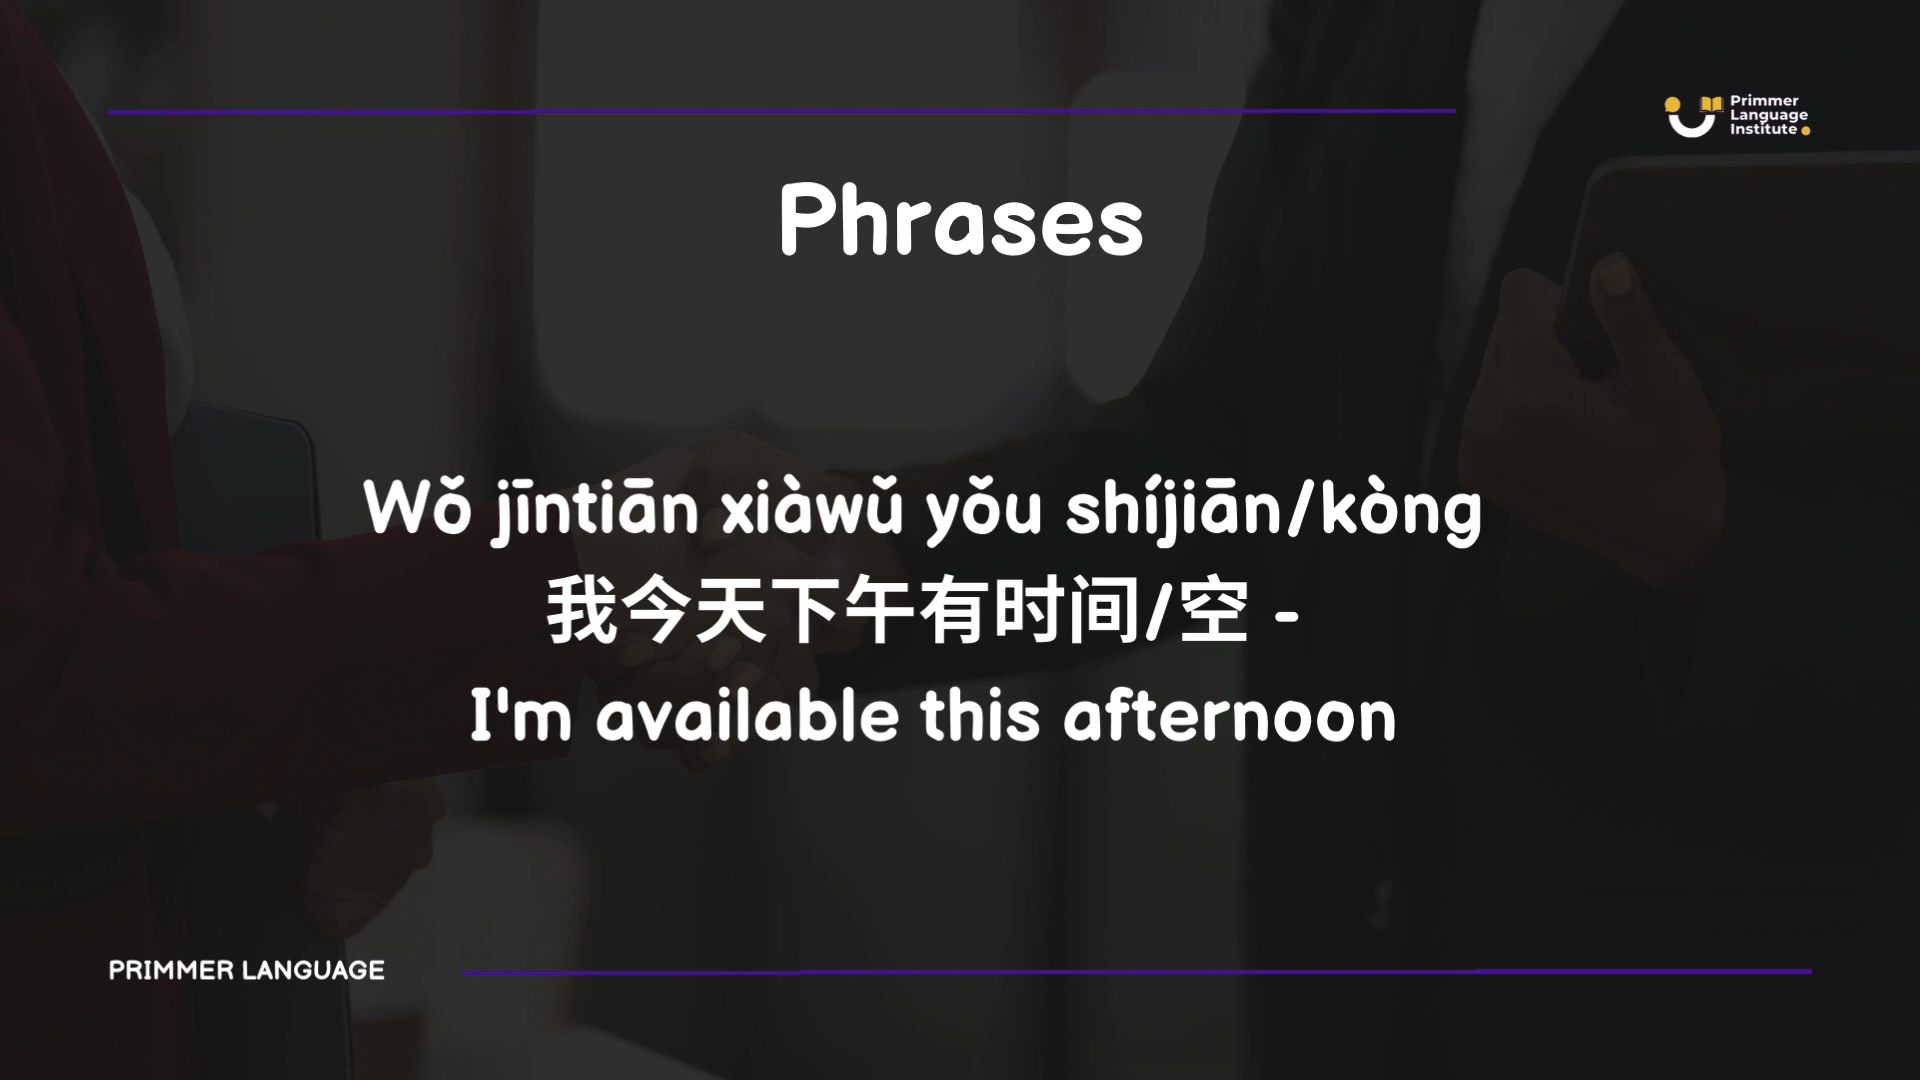 Primmer
Language
Institute
Phrases
Wǒ jīntiān xiàwǔ yǒu shíjiān/kòng
我今天下午有时间/空 -
I'm available this afternoon
PRIMMER LANGUAGE